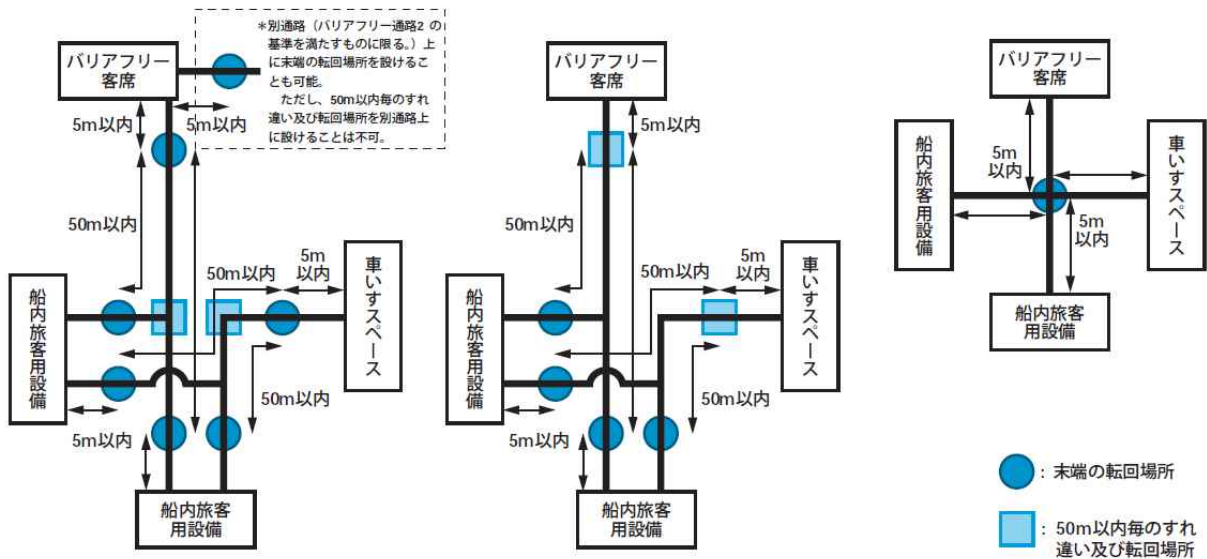 ＊別通路（バリアフリー通路2 の
基準を満たすものに限る。）上
に末端の転回場所を設けるこ
とも可能。
ただし、50m以内毎のすれ
違い及び転回場所を別通路上
に設けることは不可。
バリアフリー
客席
5m以内
5m以内
50m以内
50m以内
5m
以内
船内旅客用設備
車いすスペース
50m以内
5m以内
船内旅客
用設備
バリアフリー
客席
5m以内
50m以内
50m以内
5m
以内
船内旅客用設備
車いすスペース
50m以内
5m以内
船内旅客
用設備
バリアフリー
客席
船内旅客用設備
5m
以内
車いすスペース
5m
以内
船内旅客
用設備
：末端の転回場所
：50m以内毎のすれ
違い及び転回場所